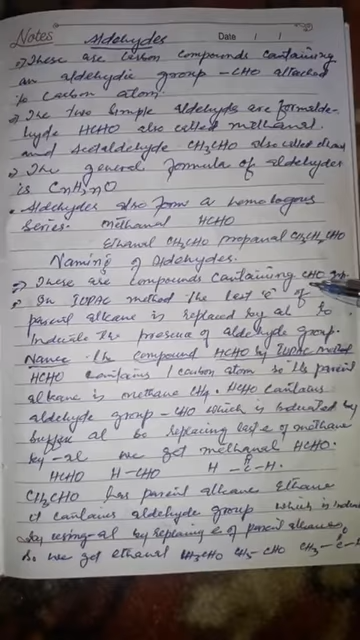 Notes Aldehydes Date / /
These are carbon compounds containing
an aldehydic group -CHO attached
to carbon atom.
The two simple aldehyds are formalde-
hyde HCHO also called methanal
and Acetaldehyde CH3CHO also called
The general formula of aldehydes
is CnH2nO
Aldehydes also form a homologous
Series. methanal HCHO
Ethanal CH3CHO propanal CH3CH2CHO
Naming of Aldehydes.
These are compounds containing CHO
In IUPAC method the last 'e' of
parent alkane is replaced by al to
indicate the presence of aldehyde group.
Name: the compound HCHO by IUPAC method
HCHO contains 1 carbon atom so its parent
alkane is methane CH4. HCHO contains
aldehyde group -CHO which is indicated by
suffix al so replacing last e of methane
by -al we get methanal HCHO.
HCHO H-CHO H-C-H.
CH3CHO has parent alkane Ethane
it contains aldehyde group which is
by using -al by replacing e of parent alkane
So we get ethanal CH3CHO CH3-CHO CH3-C-